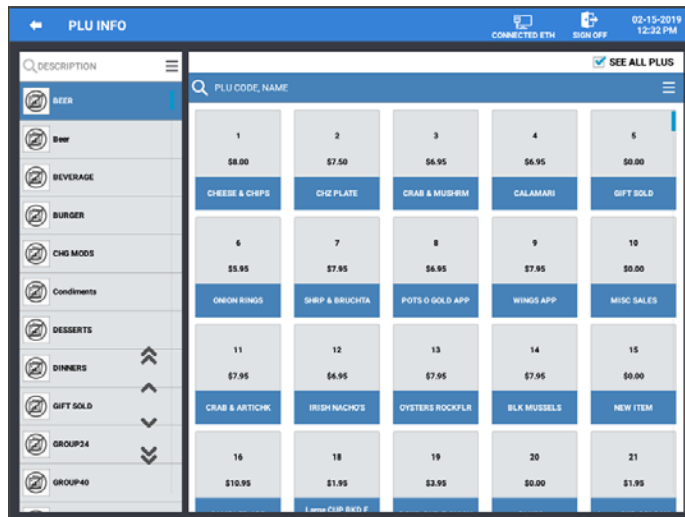 PLU INFO
CONNECTED ETH
SIGN OFF
02-15-2019
12:32 PM
DESCRIPTION
SEE ALL PLUS
PLU CODE, NAME
BEER
Beer
BEVERAGE
BURGER
CHG MODS
Condiments
DESSERTS
DINNERS
GIFT SOLD
GROUP24
GROUP40
1 2 3 4 5
$8.00 $7.50 $6.95 $6.95 $0.00
CHEESE & CHIPS CHZ PLATE CRAB & MUSHRM CALAMARI GIFT SOLD
6 7 8 9 10
$5.95 $7.95 $6.95 $7.95 $0.00
ONION RINGS SHRP & BRUCHTA POTS O GOLD APP WINGS APP MISC SALES
11 12 13 14 15
$7.95 $6.95 $7.95 $7.95 $0.00
CRAB & ARTICHK IRISH NACHO'S OYSTERS ROCKFLR BLK MUSSELS NEW ITEM
16 18 19 20 21
$10.95 $1.95 $3.95 $0.00 $1.95
Large CUP BKD F